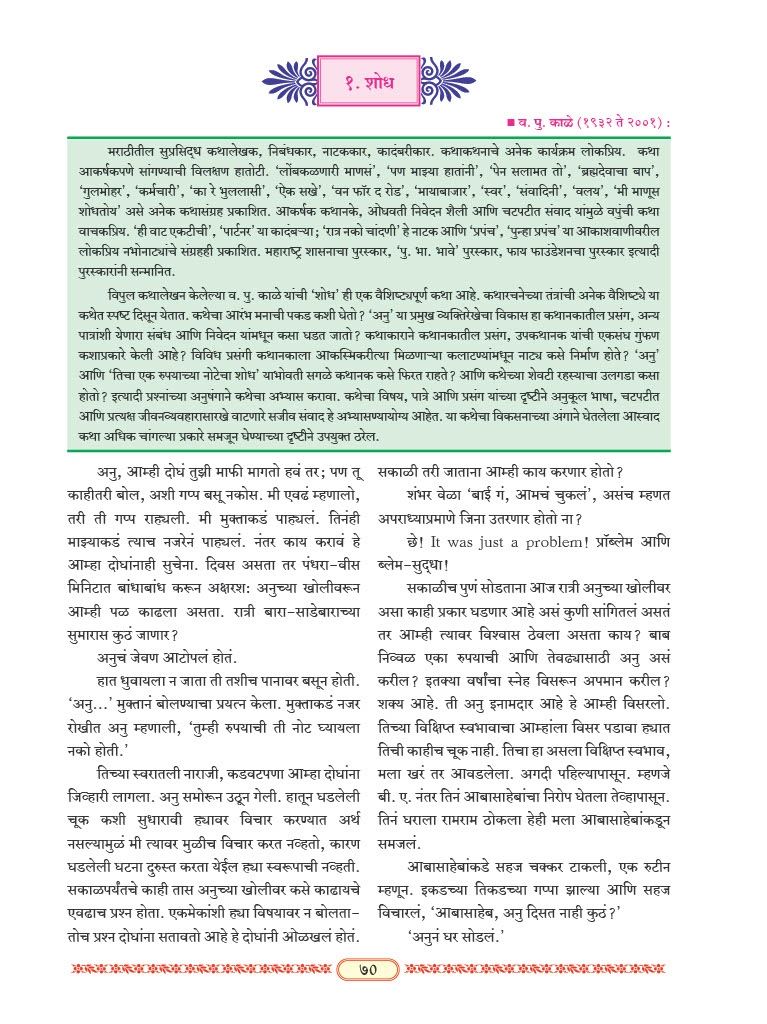 १. शोध
■ व. पु. काळे (१९३२ ते २००१) :
मराठीतील सुप्रसिद्ध कथालेखक, निबंधकार, नाटककार, कादंबरीकार. कथाकथनाचे अनेक कार्यक्रम लोकप्रिय. कथा
आकर्षकपणे सांगण्याची विलक्षण हातोटी. ‘लोंबकळणारी माणसं’, ‘पण माझ्या हातांनी’, ‘पेन सलामत तो’, ‘ब्रह्मदेवाचा बाप’,
‘गुलमोहर’, ‘कर्मचारी’, ‘का रे भुललासी’, ‘ऐक सखे’, ‘वन फॉर द रोड’, ‘मायाबाजार’, ‘स्वर’, ‘संवादिनी’, ‘वलय’, ‘मी माणूस
शोधतोय’ असे अनेक कथासंग्रह प्रकाशित. आकर्षक कथानके, ओघवती निवेदन शैली आणि चटपटीत संवाद यांमुळे वपुंची कथा
वाचकप्रिय. ‘ही वाट एकटीची’, ‘पार्टनर’ या कादंबऱ्या; ‘रात्र नको चांदणी’ हे नाटक आणि ‘प्रपंच’, ‘पुन्हा प्रपंच’ या आकाशवाणीवरील
लोकप्रिय नभोनाट्यांचे संग्रहही प्रकाशित. महाराष्ट्र शासनाचा पुरस्कार, ‘पु. भा. भावे’ पुरस्कार, फाय फाउंडेशनचा पुरस्कार इत्यादी
पुरस्कारांनी सन्मानित.
विपुल कथालेखन केलेल्या व. पु. काळे यांची ‘शोध’ ही एक वैशिष्ट्यपूर्ण कथा आहे. कथारचनेच्या तंत्रांची अनेक वैशिष्ट्ये या
कथेत स्पष्ट दिसून येतात. कथेचा आरंभ मनाची पकड कशी घेतो? ‘अनु’ या प्रमुख व्यक्तिरेखेचा विकास हा कथानकातील प्रसंग, अन्य
पात्रांशी येणारा संबंध आणि निवेदन यांमधून कसा घडत जातो? कथाकाराने कथानकातील प्रसंग, उपकथानक यांची एकसंध गुंफण
कशाप्रकारे केली आहे? विविध प्रसंगी कथानकाला आकस्मिकरीत्या मिळणाऱ्या कलाटण्यांमधून नाट्य कसे निर्माण होते? ‘अनु’
आणि ‘तिचा एक रुपयाच्या नोटेचा शोध’ याभोवती सगळे कथानक कसे फिरत राहते? आणि कथेच्या शेवटी रहस्याचा उलगडा कसा
होतो? इत्यादी प्रश्नांच्या अनुषंगाने कथेचा अभ्यास करावा. कथेचा विषय, पात्रे आणि प्रसंग यांच्या दृष्टीने अनुकूल भाषा, चटपटीत
आणि प्रत्यक्ष जीवनव्यवहारासारखे वाटणारे सजीव संवाद हे अभ्यासण्यायोग्य आहेत. या कथेचा विकसनाच्या अंगाने घेतलेला आस्वाद
कथा अधिक चांगल्या प्रकारे समजून घेण्याच्या दृष्टीने उपयुक्त ठरेल.
अनु, आम्ही दोघं तुझी माफी मागतो हवं तर; पण तू
काहीतरी बोल, अशी गप्प बसू नकोस. मी एवढं म्हणालो,
तरी ती गप्प राह्यली. मी मुक्ताकडं पाह्यलं. तिनंही
माझ्याकडं त्याच नजरेनं पाह्यलं. नंतर काय करावं हे
आम्हा दोघांनाही सुचेना. दिवस असता तर पंधरा-वीस
मिनिटात बांधाबांध करून अक्षरशः अनुच्या खोलीवरून
आम्ही पळ काढला असता. रात्री बारा-साडेबाराच्या
सुमारास कुठं जाणार?
अनुचं जेवण आटोपलं होतं.
हात धुवायला न जाता ती तशीच पानावर बसून होती.
‘अनु...’ मुक्तानं बोलण्याचा प्रयत्न केला. मुक्ताकडं नजर
रोखीत अनु म्हणाली, ‘तुम्ही रुपयाची ती नोट घ्यायला
नको होती.’
तिच्या स्वरातली नाराजी, कडवटपणा आम्हा दोघांना
जिव्हारी लागला. अनु समोरून उठून गेली. हातून घडलेली
चूक कशी सुधारावी ह्यावर विचार करण्यात अर्थ
नसल्यामुळं मी त्यावर मुळीच विचार करत नव्हतो, कारण
घडलेली घटना दुरुस्त करता येईल ह्या स्वरूपाची नव्हती.
सकाळपर्यंतचे काही तास अनुच्या खोलीवर कसे काढायचे
एवढाच प्रश्न होता. एकमेकांशी ह्या विषयावर न बोलता-
तोच प्रश्न दोघांना सतावतो आहे हे दोघांनी ओळखलं होतं.
सकाळी तरी जाताना आम्ही काय करणार होतो?
शंभर वेळा ‘बाई गं, आमचं चुकलं’, असंच म्हणत
अपराध्याप्रमाणे जिना उतरणार होतो ना?
छे! It was just a problem! प्रॉब्लेम आणि
ब्लेम-सुद्धा!
सकाळीच पुणं सोडताना आज रात्री अनुच्या खोलीवर
असा काही प्रकार घडणार आहे असं कुणी सांगितलं असतं
तर आम्ही त्यावर विश्वास ठेवला असता काय? बाब
निव्वळ एका रुपयाची आणि तेवढ्यासाठी अनु असं
करील? इतक्या वर्षांचा स्नेह विसरून अपमान करील?
शक्य आहे. ती अनु इनामदार आहे हे आम्ही विसरलो.
तिच्या विक्षिप्त स्वभावाचा आम्हांला विसर पडावा ह्यात
तिची काहीच चूक नाही. तिचा हा असला विक्षिप्त स्वभाव,
मला खरं तर आवडलेला. अगदी पहिल्यापासून. म्हणजे
बी. ए. नंतर तिनं आबासाहेबांचा निरोप घेतला तेव्हापासून.
तिनं घराला रामराम ठोकला हेही मला आबासाहेबांकडून
समजलं.
आबासाहेबांकडे सहज चक्कर टाकली, एक रुटीन
म्हणून. इकडच्या तिकडच्या गप्पा झाल्या आणि सहज
विचारलं, ‘आबासाहेब, अनु दिसत नाही कुठं?’
‘अनुनं घर सोडलं.’
७०